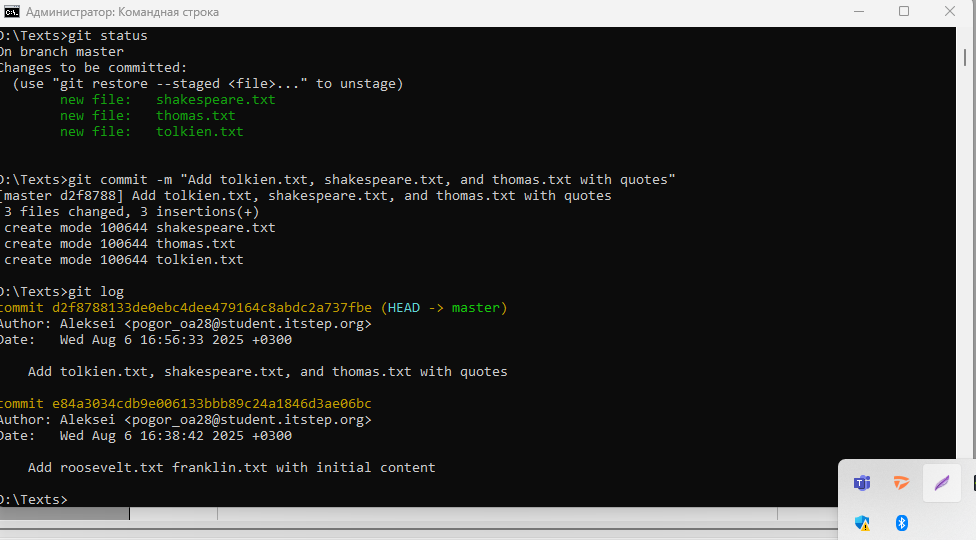 Администратор: Командная строка
D:\Texts>git status
On branch master
Changes to be committed:
  (use "git restore --staged <file>..." to unstage)
        new file:   shakespeare.txt
        new file:   thomas.txt
        new file:   tolkien.txt
D:\Texts>git commit -m "Add tolkien.txt, shakespeare.txt, and thomas.txt with quotes"
[master d2f8788] Add tolkien.txt, shakespeare.txt, and thomas.txt with quotes
 3 files changed, 3 insertions(+)
 create mode 100644 shakespeare.txt
 create mode 100644 thomas.txt
 create mode 100644 tolkien.txt
D:\Texts>git log
commit d2f8788133de0ebc4dee479164c8abdc2a737fbe (HEAD -> master)
Author: Aleksei <pogor_oa28@student.itstep.org>
Date:   Wed Aug 6 16:56:33 2025 +0300
    Add tolkien.txt, shakespeare.txt, and thomas.txt with quotes
commit e84a3034cdb9e006133bbb89c24a1846d3ae06bc
Author: Aleksei <pogor_oa28@student.itstep.org>
Date:   Wed Aug 6 16:38:42 2025 +0300
    Add roosevelt.txt franklin.txt with initial content
D:\Texts>